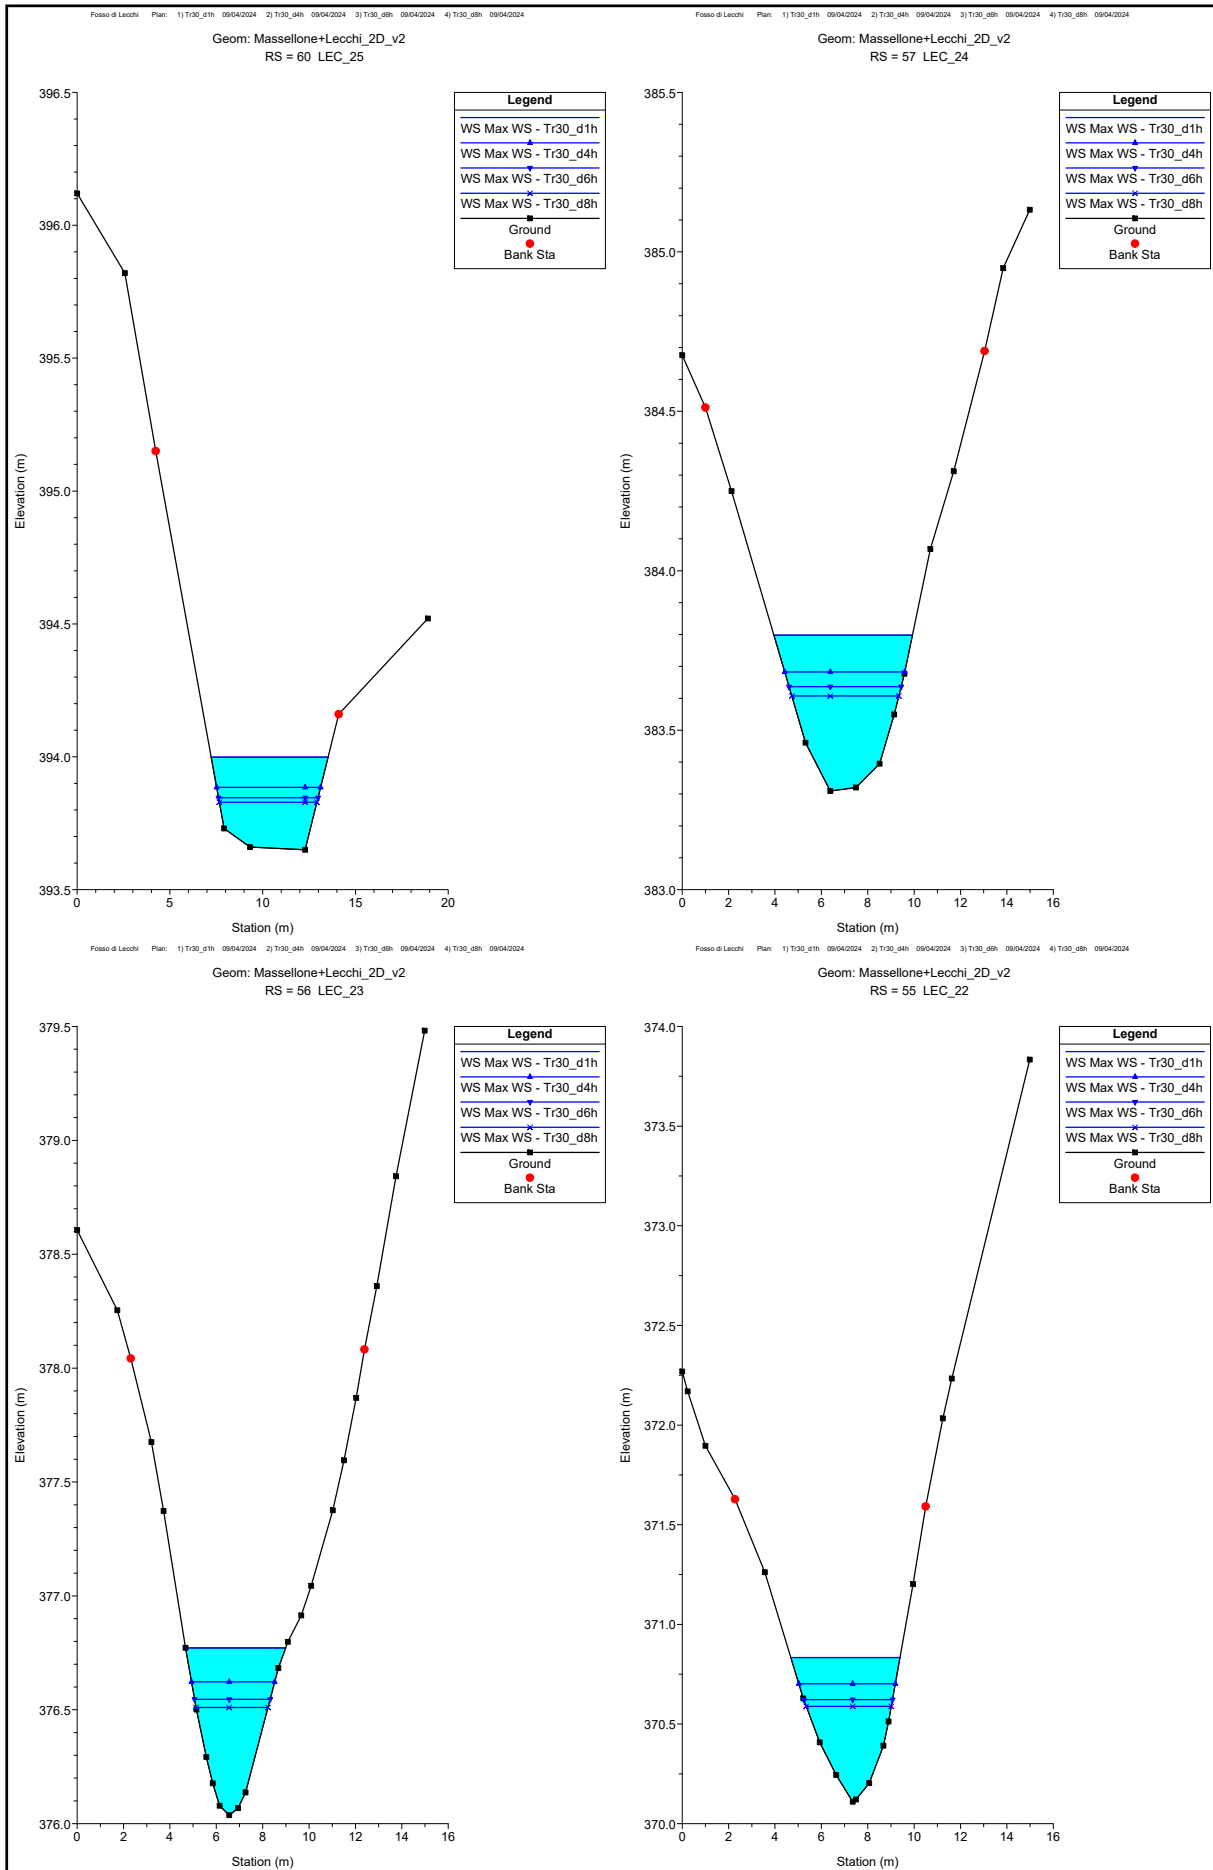 Fosso di Lecchi Plan: 1) Tr30_d1h 09/04/2024 2) Tr30_d4h 09/04/2024 3) Tr30_d6h 09/04/2024 4) Tr30_d8h 09/04/2024
Geom: Massellone+Lecchi_2D_v2
RS = 60 LEC_25
396.5
396.0
395.5
395.0
394.5
394.0
393.5
Elevation (m)
0 5 10 15 20
Station (m)
Legend
WS Max WS - Tr30_d1h
WS Max WS - Tr30_d4h
WS Max WS - Tr30_d6h
WS Max WS - Tr30_d8h
Ground
Bank Sta
Fosso di Lecchi Plan: 1) Tr30_d1h 09/04/2024 2) Tr30_d4h 09/04/2024 3) Tr30_d6h 09/04/2024 4) Tr30_d8h 09/04/2024
Geom: Massellone+Lecchi_2D_v2
RS = 57 LEC_24
385.5
385.0
384.5
384.0
383.5
383.0
Elevation (m)
0 2 4 6 8 10 12 14 16
Station (m)
Legend
WS Max WS - Tr30_d1h
WS Max WS - Tr30_d4h
WS Max WS - Tr30_d6h
WS Max WS - Tr30_d8h
Ground
Bank Sta
Fosso di Lecchi Plan: 1) Tr30_d1h 09/04/2024 2) Tr30_d4h 09/04/2024 3) Tr30_d6h 09/04/2024 4) Tr30_d8h 09/04/2024
Geom: Massellone+Lecchi_2D_v2
RS = 56 LEC_23
379.5
379.0
378.5
378.0
377.5
377.0
376.5
376.0
Elevation (m)
0 2 4 6 8 10 12 14 16
Station (m)
Legend
WS Max WS - Tr30_d1h
WS Max WS - Tr30_d4h
WS Max WS - Tr30_d6h
WS Max WS - Tr30_d8h
Ground
Bank Sta
Fosso di Lecchi Plan: 1) Tr30_d1h 09/04/2024 2) Tr30_d4h 09/04/2024 3) Tr30_d6h 09/04/2024 4) Tr30_d8h 09/04/2024
Geom: Massellone+Lecchi_2D_v2
RS = 55 LEC_22
374.0
373.5
373.0
372.5
372.0
371.5
371.0
370.5
370.0
Elevation (m)
0 2 4 6 8 10 12 14 16
Station (m)
Legend
WS Max WS - Tr30_d1h
WS Max WS - Tr30_d4h
WS Max WS - Tr30_d6h
WS Max WS - Tr30_d8h
Ground
Bank Sta